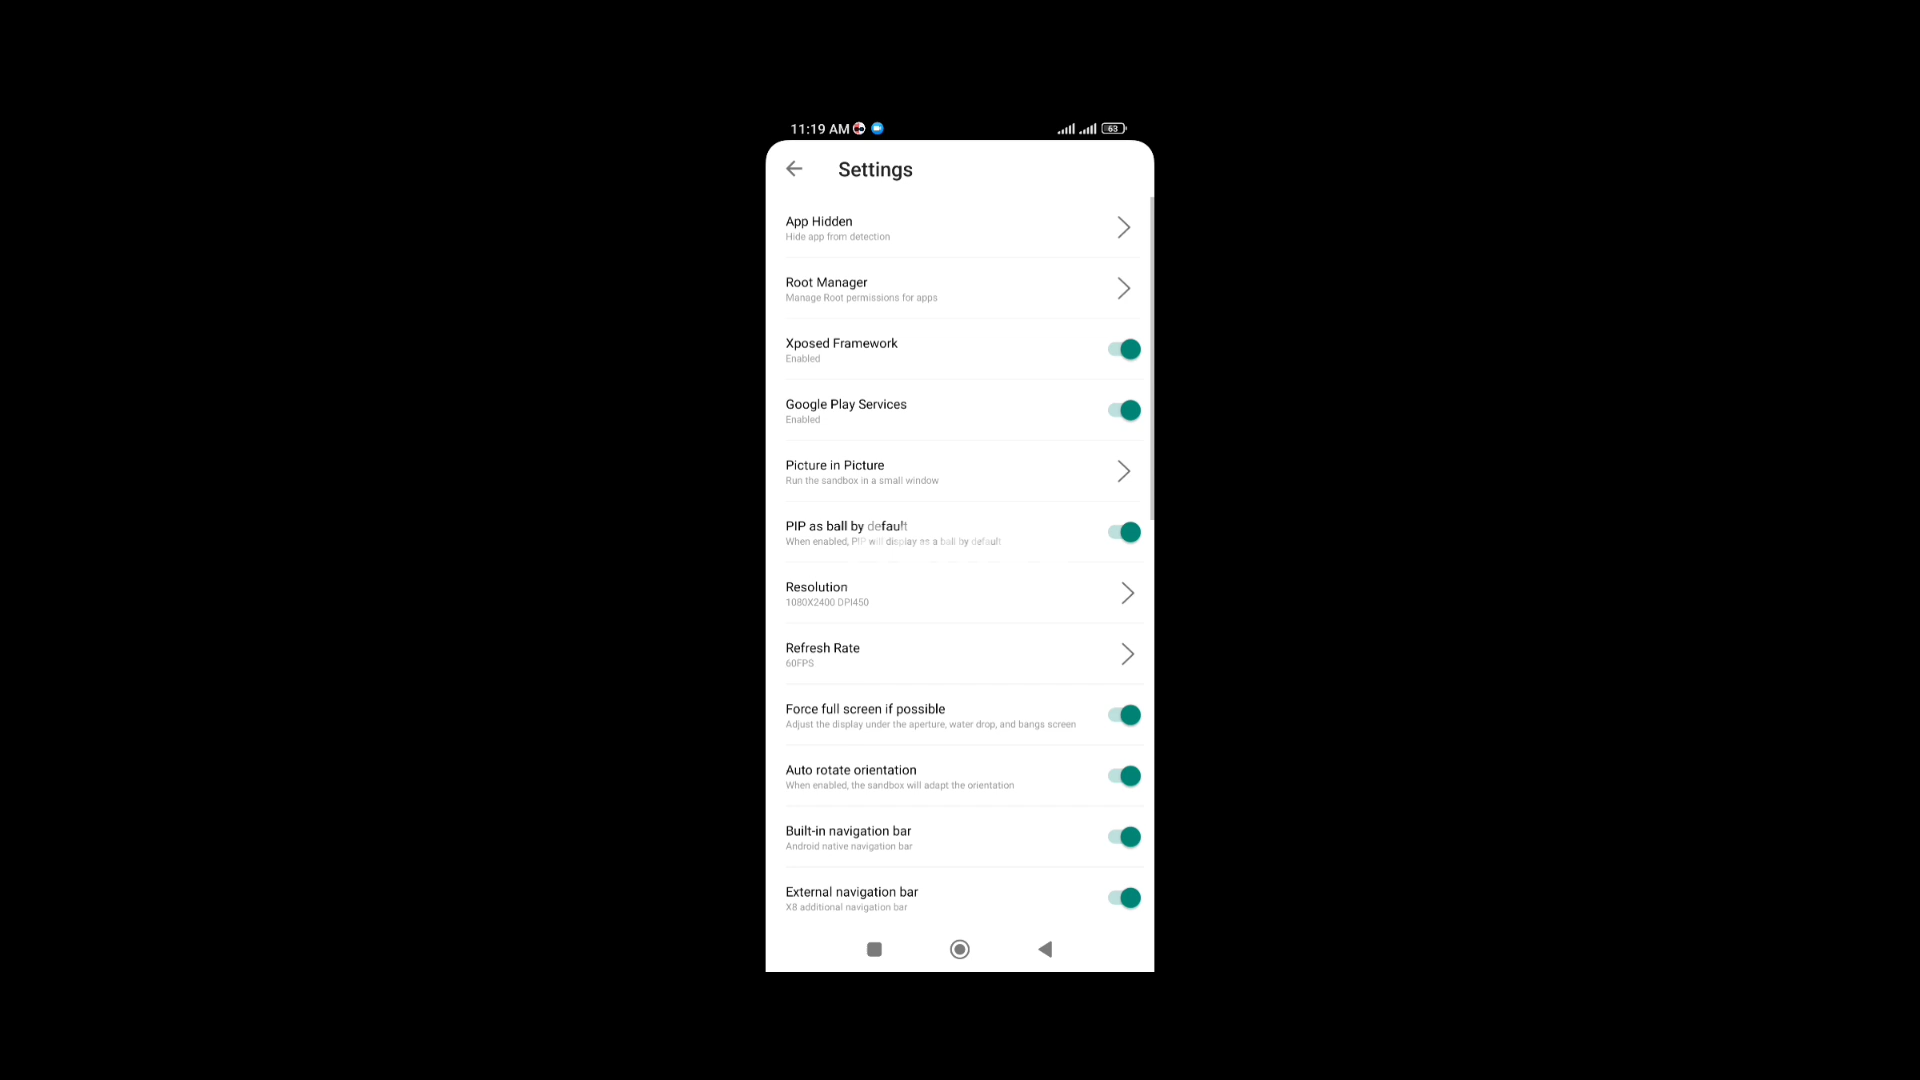 11:19 AM
63
Settings
App Hidden
Hide app from detection
Root Manager
Manage Root permissions for apps
Xposed Framework
Enabled
Google Play Services
Enabled
Picture in Picture
Run the sandbox in a small window
PIP as ball by default
When enabled, PIP will display as a ball by default
Resolution
1080X2400 DPI450
Refresh Rate
60FPS
Force full screen if possible
Adjust the display under the aperture, water drop, and bangs screen
Auto rotate orientation
When enabled, the sandbox will adapt the orientation
Built-in navigation bar
Android native navigation bar
External navigation bar
X8 additional navigation bar